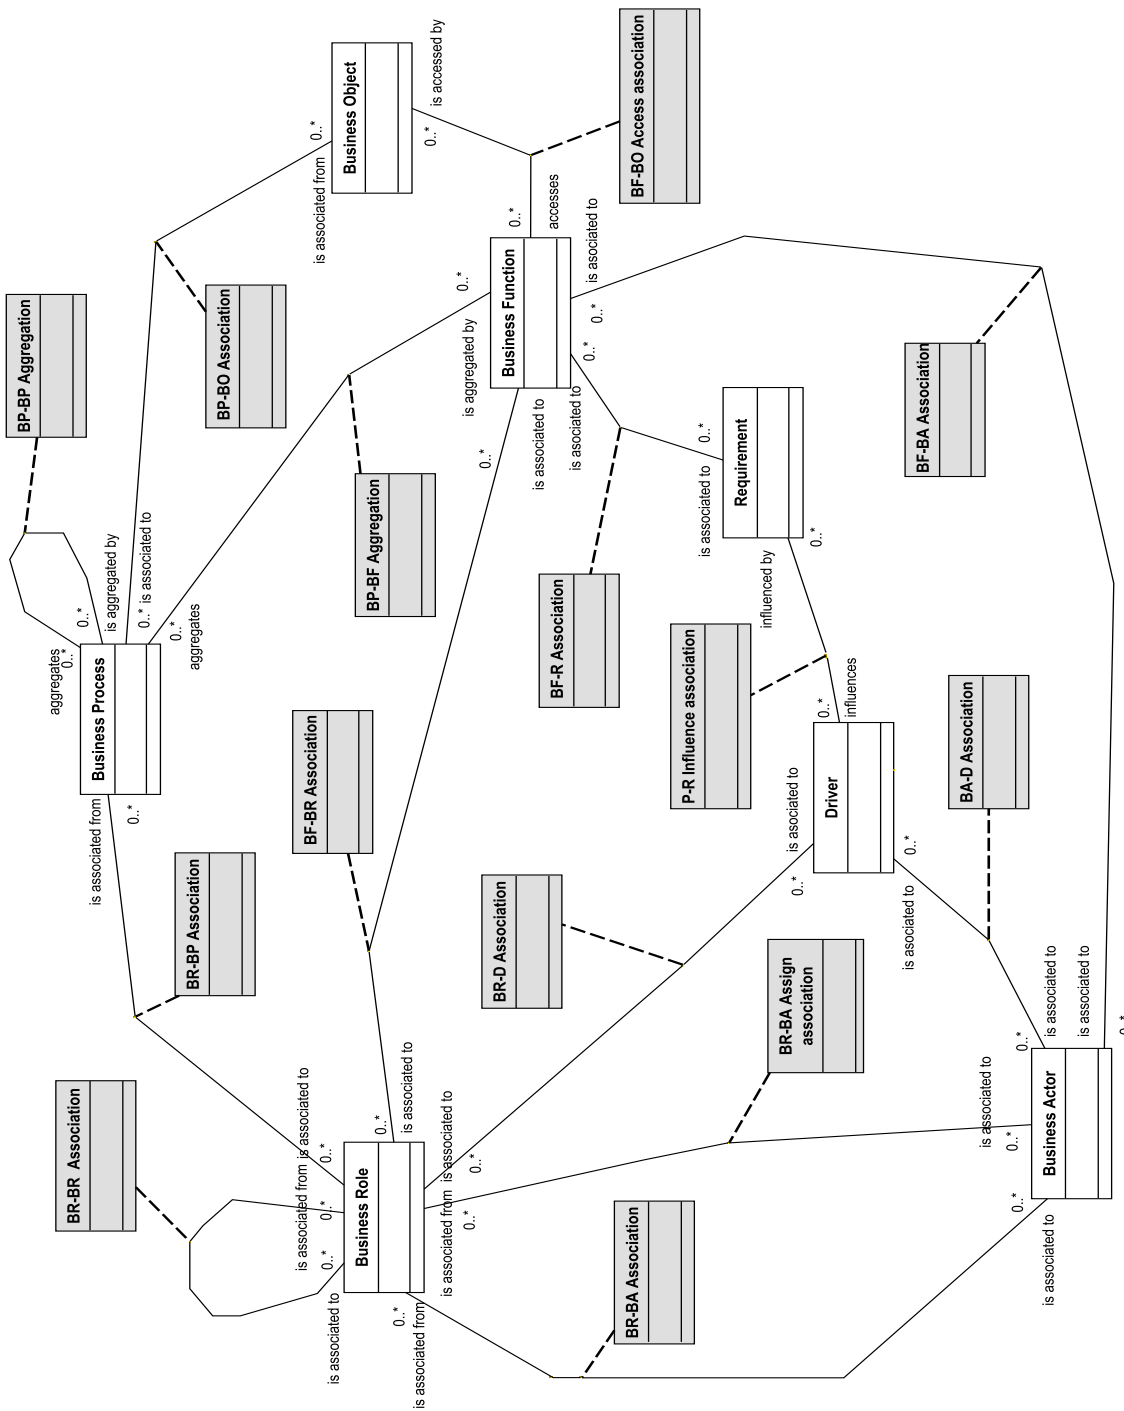 BP-BP Aggregation
is aggregated by
0..*
aggregates
0..*
Business Process
is associated from
0..*
0..* is associated to
0..*
aggregates
BP-BO Association
is associated from
0..*
Business Object
0..*
is accessed by
BF-BO Access association
0..*
accesses
Business Function
0..*
is aggregated by
BP-BF Aggregation
0..*
is associated to
is asociated to
0..*
is asociated to
0..*
BF-R Association
is associated to
0..*
Requirement
influenced by
0..*
P-R Influence association
0..*
influences
Driver
is asociated to
0..*
is asociated to
0..*
BF-BA Association
BA-D Association
BR-BP Association
BF-BR Association
BR-D Association
BR-BA Assign
association
BR-BR  Association
is associated from
is associated to
0..*
0..*
0..*
is associated to
Business Role
0..*
is associated to
is associated from
is associated to
0..*
0..*
0..*
is associated from
BR-BA Association
is associated to
0..*
0..*
is associated to
Business Actor
0..*
is associated to
is associated to
0..*